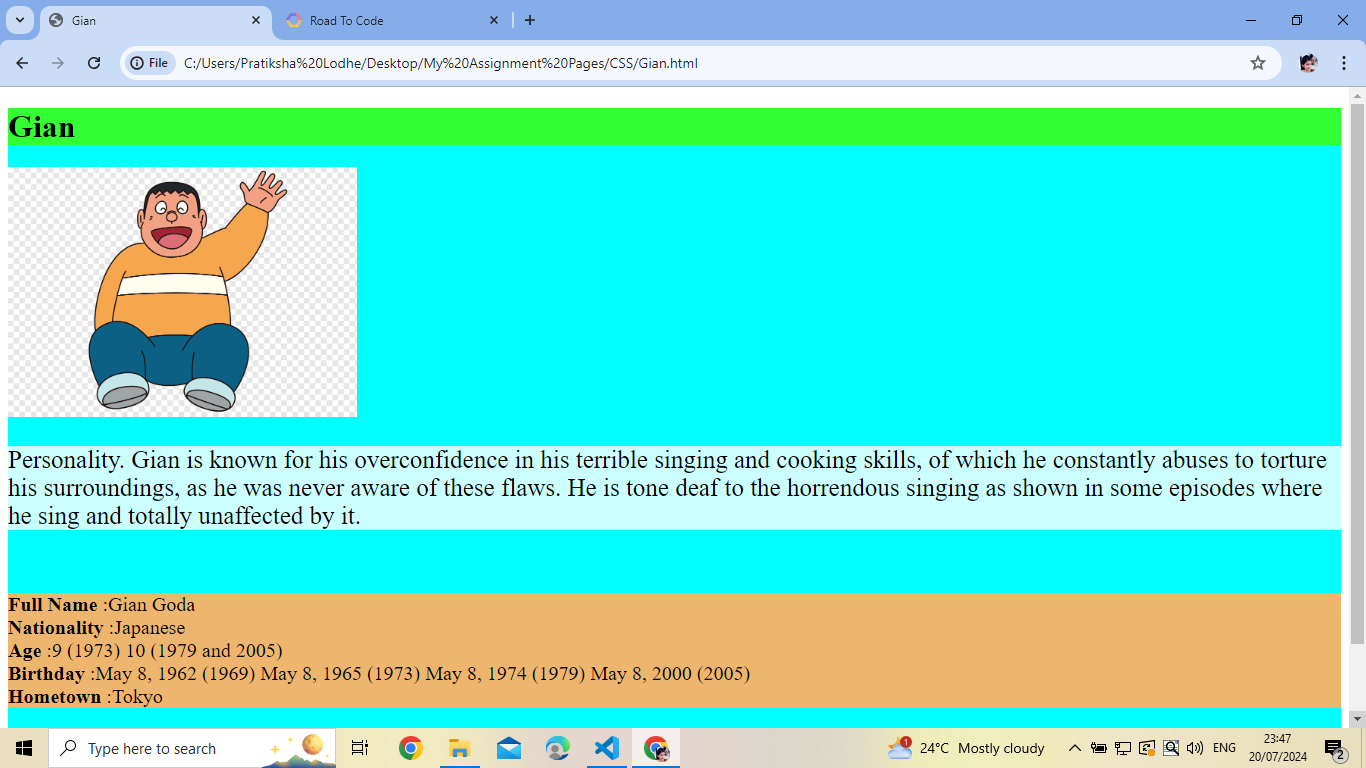 Gian
Road To Code
File
C:/Users/Pratiksha%20Lodhe/Desktop/My%20Assignment%20Pages/CSS/Gian.html
Gian
Personality. Gian is known for his overconfidence in his terrible singing and cooking skills, of which he constantly abuses to torture
his surroundings, as he was never aware of these flaws. He is tone deaf to the horrendous singing as shown in some episodes where
he sing and totally unaffected by it.
Full Name :Gian Goda
Nationality :Japanese
Age :9 (1973) 10 (1979 and 2005)
Birthday :May 8, 1962 (1969) May 8, 1965 (1973) May 8, 1974 (1979) May 8, 2000 (2005)
Hometown :Tokyo
Type here to search
1
24°C Mostly cloudy
ENG
23:47
20/07/2024
2